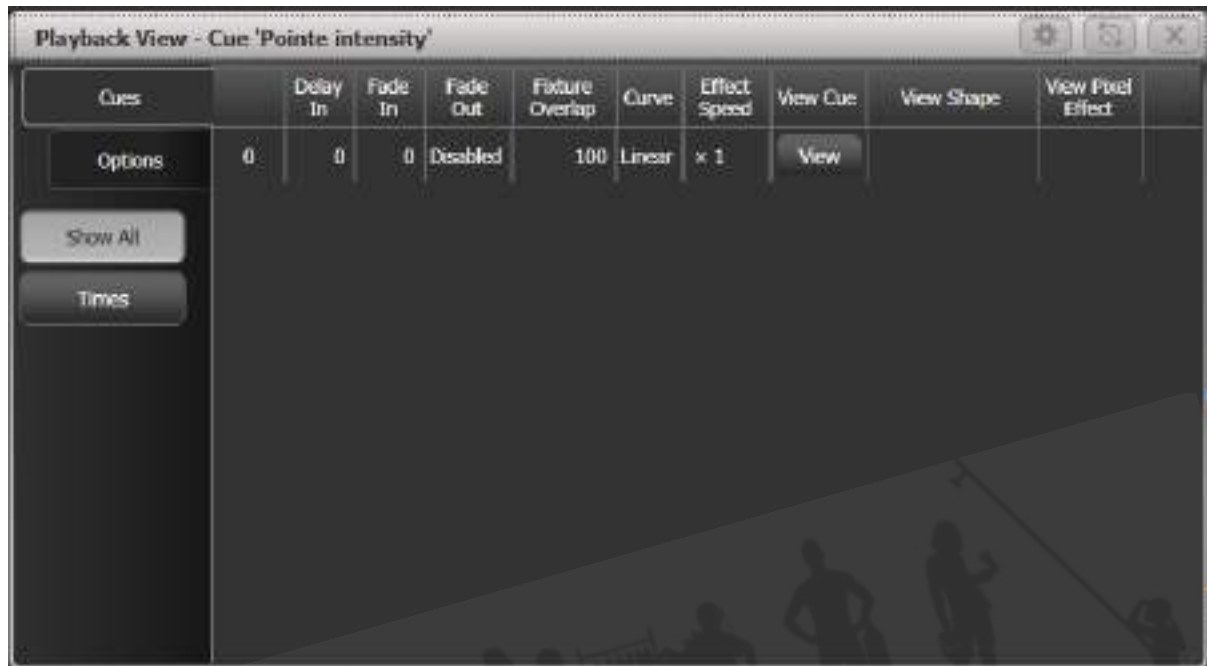 Playback View - Cue 'Pointe intensity'
Cues
Delay In
Fade In
Fade Out
Fixture Overlap
Curve
Effect Speed
View Cue
View Shape
View Pixel Effect
Options
0 0 0 Disabled 100 Linear × 1 View
Show All
Times